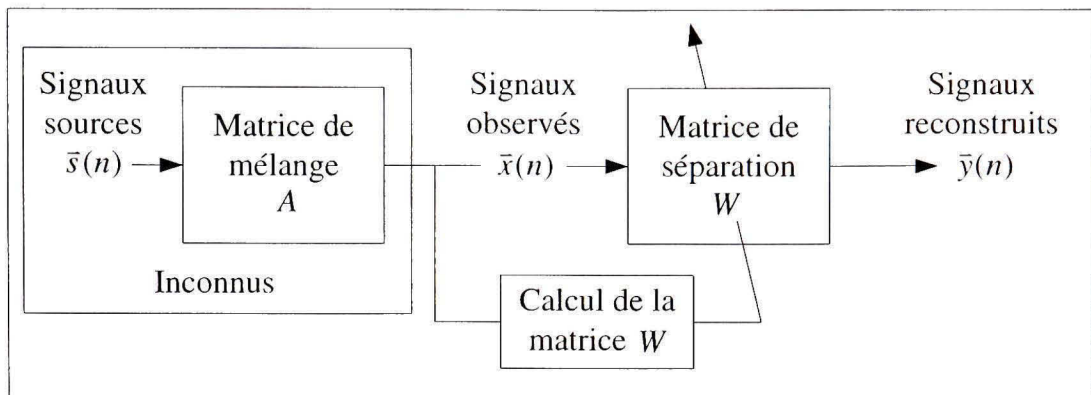 Signaux
sources
s̄(n)
Matrice de
mélange
A
Inconnus
Signaux
observés
x̄(n)
Matrice de
séparation
W
Calcul de la
matrice W
Signaux
reconstruits
ȳ(n)